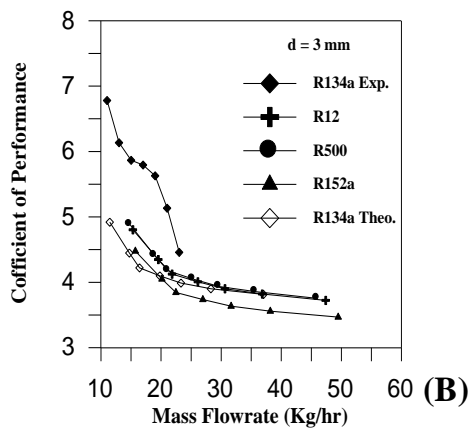 8
7
6
5
4
3
Cofficient of Performance
d = 3 mm
R134a Exp.
R12
R500
R152a
R134a Theo.
10 20 30 40 50 60
Mass Flowrate (Kg/hr)
(B)